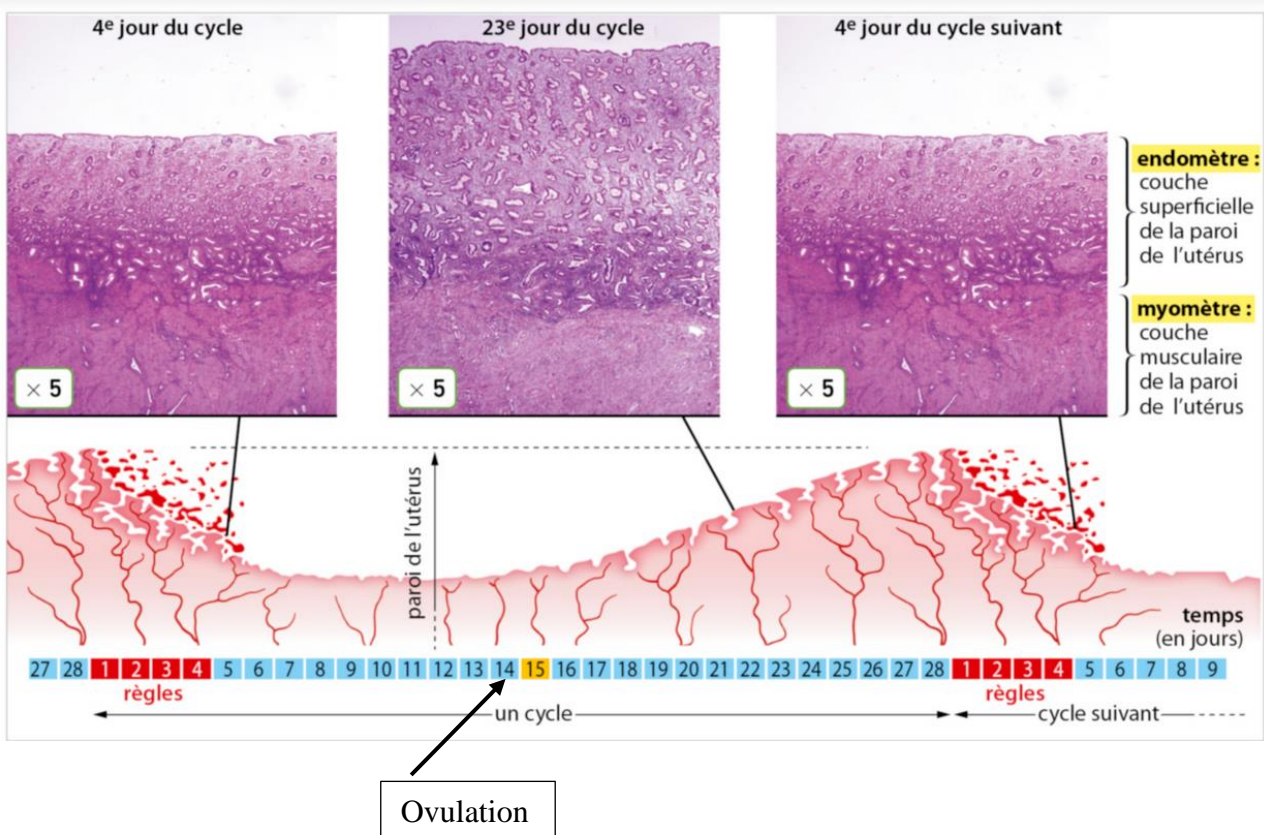 4e jour du cycle
23e jour du cycle
4e jour du cycle suivant
× 5
× 5
× 5
endomètre :
couche
superficielle
de la paroi
de l'utérus
myomètre :
couche
musculaire
de la paroi
de l'utérus
paroi de l'utérus
temps
(en jours)
27 28 1 2 3 4 5 6 7 8 9 10 11 12 13 14 15 16 17 18 19 20 21 22 23 24 25 26 27 28 1 2 3 4 5 6 7 8 9
règles
règles
un cycle
cycle suivant
Ovulation